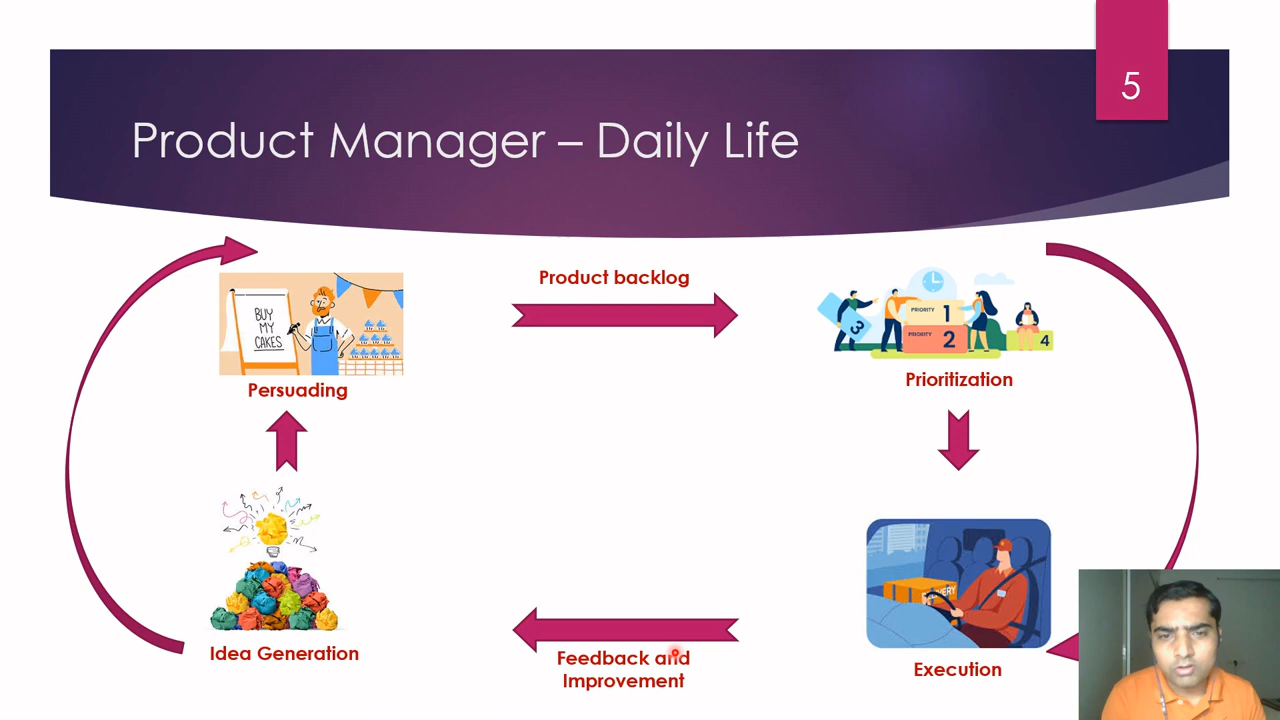 5
Product Manager – Daily Life
Product backlog
BUY
MY
CAKES
PRIORITY 1
PRIORITY 2
3
4
Persuading
Prioritization
DELIVERY
Idea Generation
Feedback and
Improvement
Execution